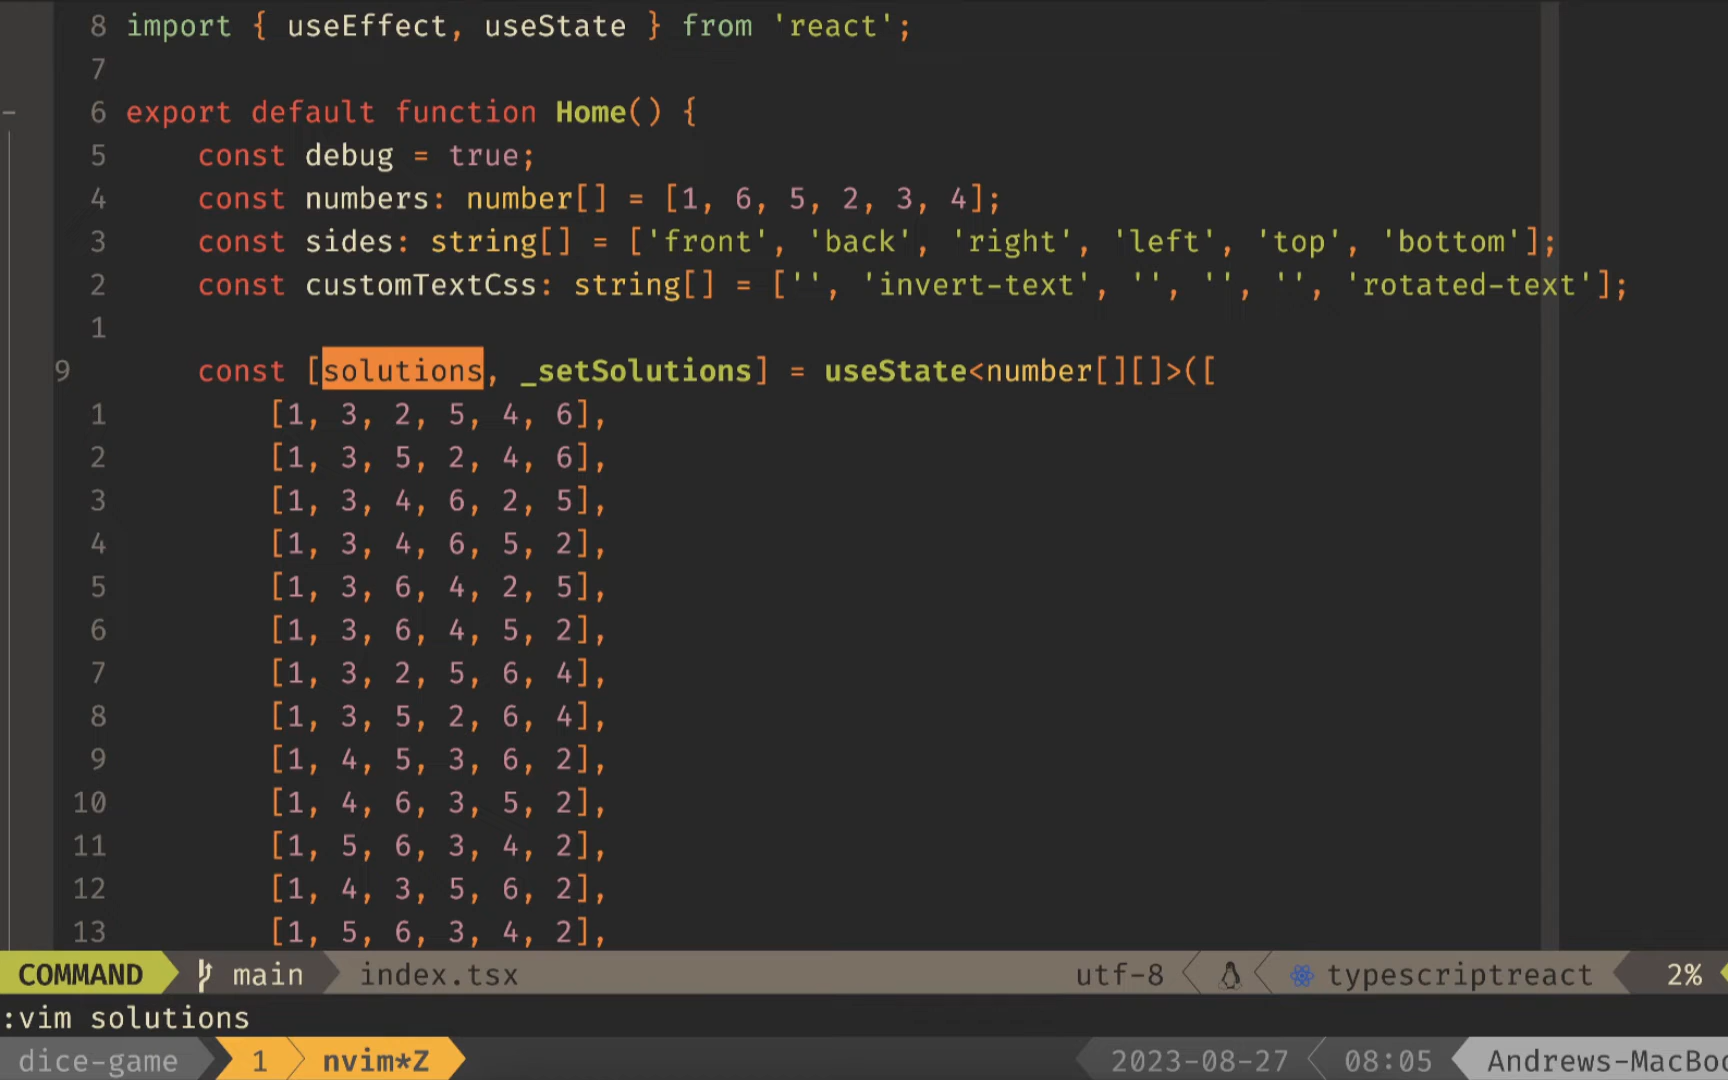 8 import { useEffect, useState } from 'react';
7
6 export default function Home() {
5 const debug = true;
4 const numbers: number[] = [1, 6, 5, 2, 3, 4];
3 const sides: string[] = ['front', 'back', 'right', 'left', 'top', 'bottom'];
2 const customTextCss: string[] = ['', 'invert-text', '', '', '', 'rotated-text'];
1
9 const [solutions, _setSolutions] = useState<number[][]>([
1 [1, 3, 2, 5, 4, 6],
2 [1, 3, 5, 2, 4, 6],
3 [1, 3, 4, 6, 2, 5],
4 [1, 3, 4, 6, 5, 2],
5 [1, 3, 6, 4, 2, 5],
6 [1, 3, 6, 4, 5, 2],
7 [1, 3, 2, 5, 6, 4],
8 [1, 3, 5, 2, 6, 4],
9 [1, 4, 5, 3, 6, 2],
10 [1, 4, 6, 3, 5, 2],
11 [1, 5, 6, 3, 4, 2],
12 [1, 4, 3, 5, 6, 2],
13 [1, 5, 6, 3, 4, 2],
COMMAND main index.tsx utf-8 typescriptreact 2%
:vim solutions
dice-game 1 nvim*Z 2023-08-27 08:05 Andrews-MacBoo